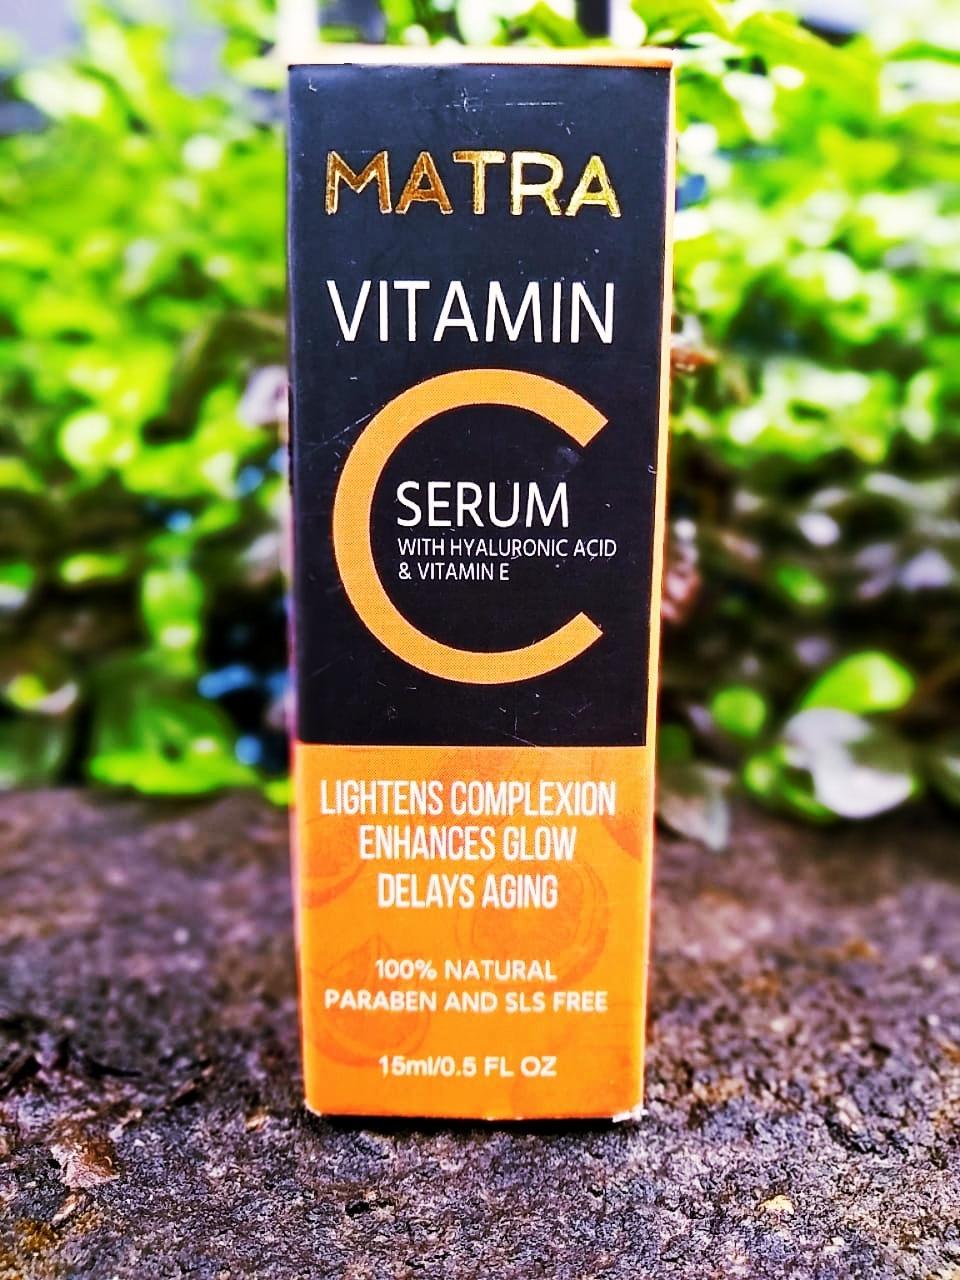 MATRA
VITAMIN
C
SERUM
WITH HYALURONIC ACID
& VITAMIN E
LIGHTENS COMPLEXION
ENHANCES GLOW
DELAYS AGING
100% NATURAL
PARABEN AND SLS FREE
15ml/0.5 FL OZ